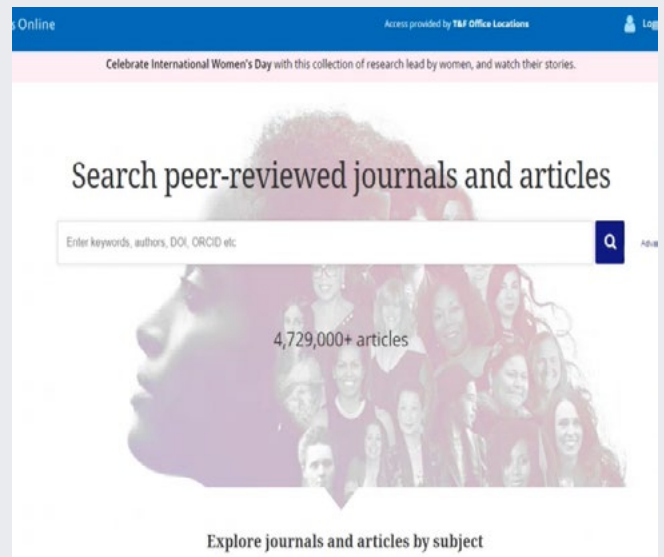 s Online
Access provided by T&F Office Locations
Log
Celebrate International Women's Day with this collection of research lead by women, and watch their stories.
Search peer-reviewed journals and articles
Enter keywords, authors, DOI, ORCID etc
Adva
4,729,000+ articles
Explore journals and articles by subject